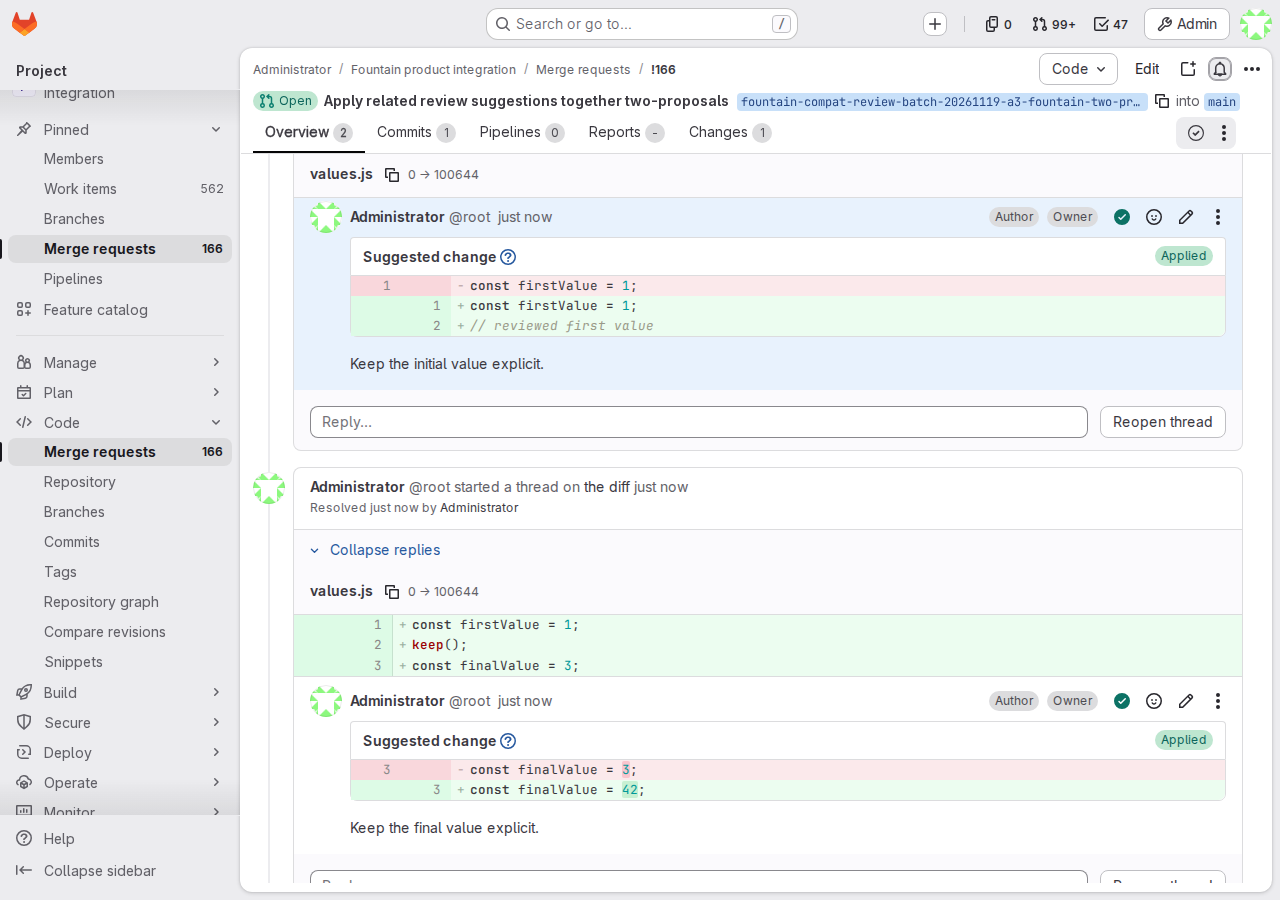 Search or go to...
/
0
99+
47
Admin
Project
Integration
Pinned
Members
Work items 562
Branches
Merge requests 166
Pipelines
Feature catalog
Manage
Plan
Code
Merge requests 166
Repository
Branches
Commits
Tags
Repository graph
Compare revisions
Snippets
Build
Secure
Deploy
Operate
Monitor
Help
Collapse sidebar
Administrator / Fountain product integration / Merge requests / !166
Code
Edit
Open Apply related review suggestions together two-proposals fountain-compat-review-batch-20261119-a3-fountain-two-pr… into main
Overview 2 Commits 1 Pipelines 0 Reports - Changes 1
values.js 0 → 100644
Administrator @root just now Author Owner
Suggested change Applied
1 - const firstValue = 1;
1 + const firstValue = 1;
2 + // reviewed first value
Keep the initial value explicit.
Reply… Reopen thread
Administrator @root started a thread on the diff just now
Resolved just now by Administrator
Collapse replies
values.js 0 → 100644
1 + const firstValue = 1;
2 + keep();
3 + const finalValue = 3;
Administrator @root just now Author Owner
Suggested change Applied
3 - const finalValue = 3;
3 + const finalValue = 42;
Keep the final value explicit.
Reply… Reopen thread